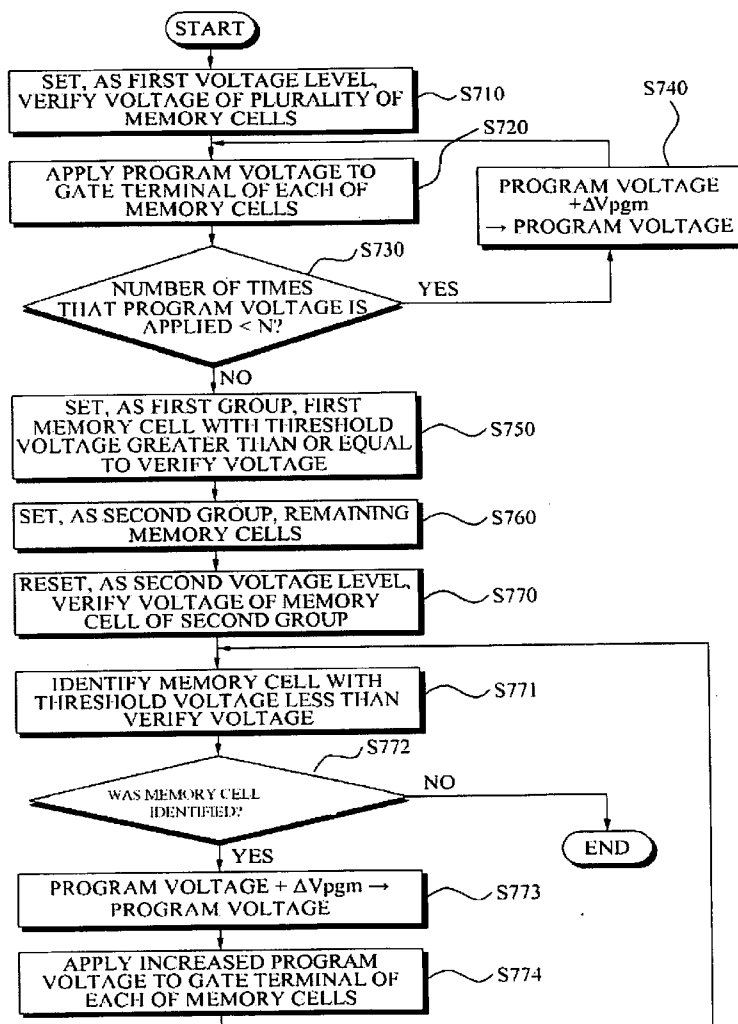 START
SET, AS FIRST VOLTAGE LEVEL,
VERIFY VOLTAGE OF PLURALITY OF
MEMORY CELLS
S710
S740
S720
APPLY PROGRAM VOLTAGE TO
GATE TERMINAL OF EACH OF
MEMORY CELLS
PROGRAM VOLTAGE
+ΔVpgm
→ PROGRAM VOLTAGE
S730
NUMBER OF TIMES
THAT PROGRAM VOLTAGE IS
APPLIED < N?
YES
NO
SET, AS FIRST GROUP, FIRST
MEMORY CELL WITH THRESHOLD
VOLTAGE GREATER THAN OR EQUAL
TO VERIFY VOLTAGE
S750
SET, AS SECOND GROUP, REMAINING
MEMORY CELLS
S760
RESET, AS SECOND VOLTAGE LEVEL,
VERIFY VOLTAGE OF MEMORY
CELL OF SECOND GROUP
S770
IDENTIFY MEMORY CELL WITH
THRESHOLD VOLTAGE LESS THAN
VERIFY VOLTAGE
S771
S772
WAS MEMORY CELL
IDENTIFIED?
NO
END
YES
PROGRAM VOLTAGE + ΔVpgm →
PROGRAM VOLTAGE
S773
APPLY INCREASED PROGRAM
VOLTAGE TO GATE TERMINAL OF
EACH OF MEMORY CELLS
S774